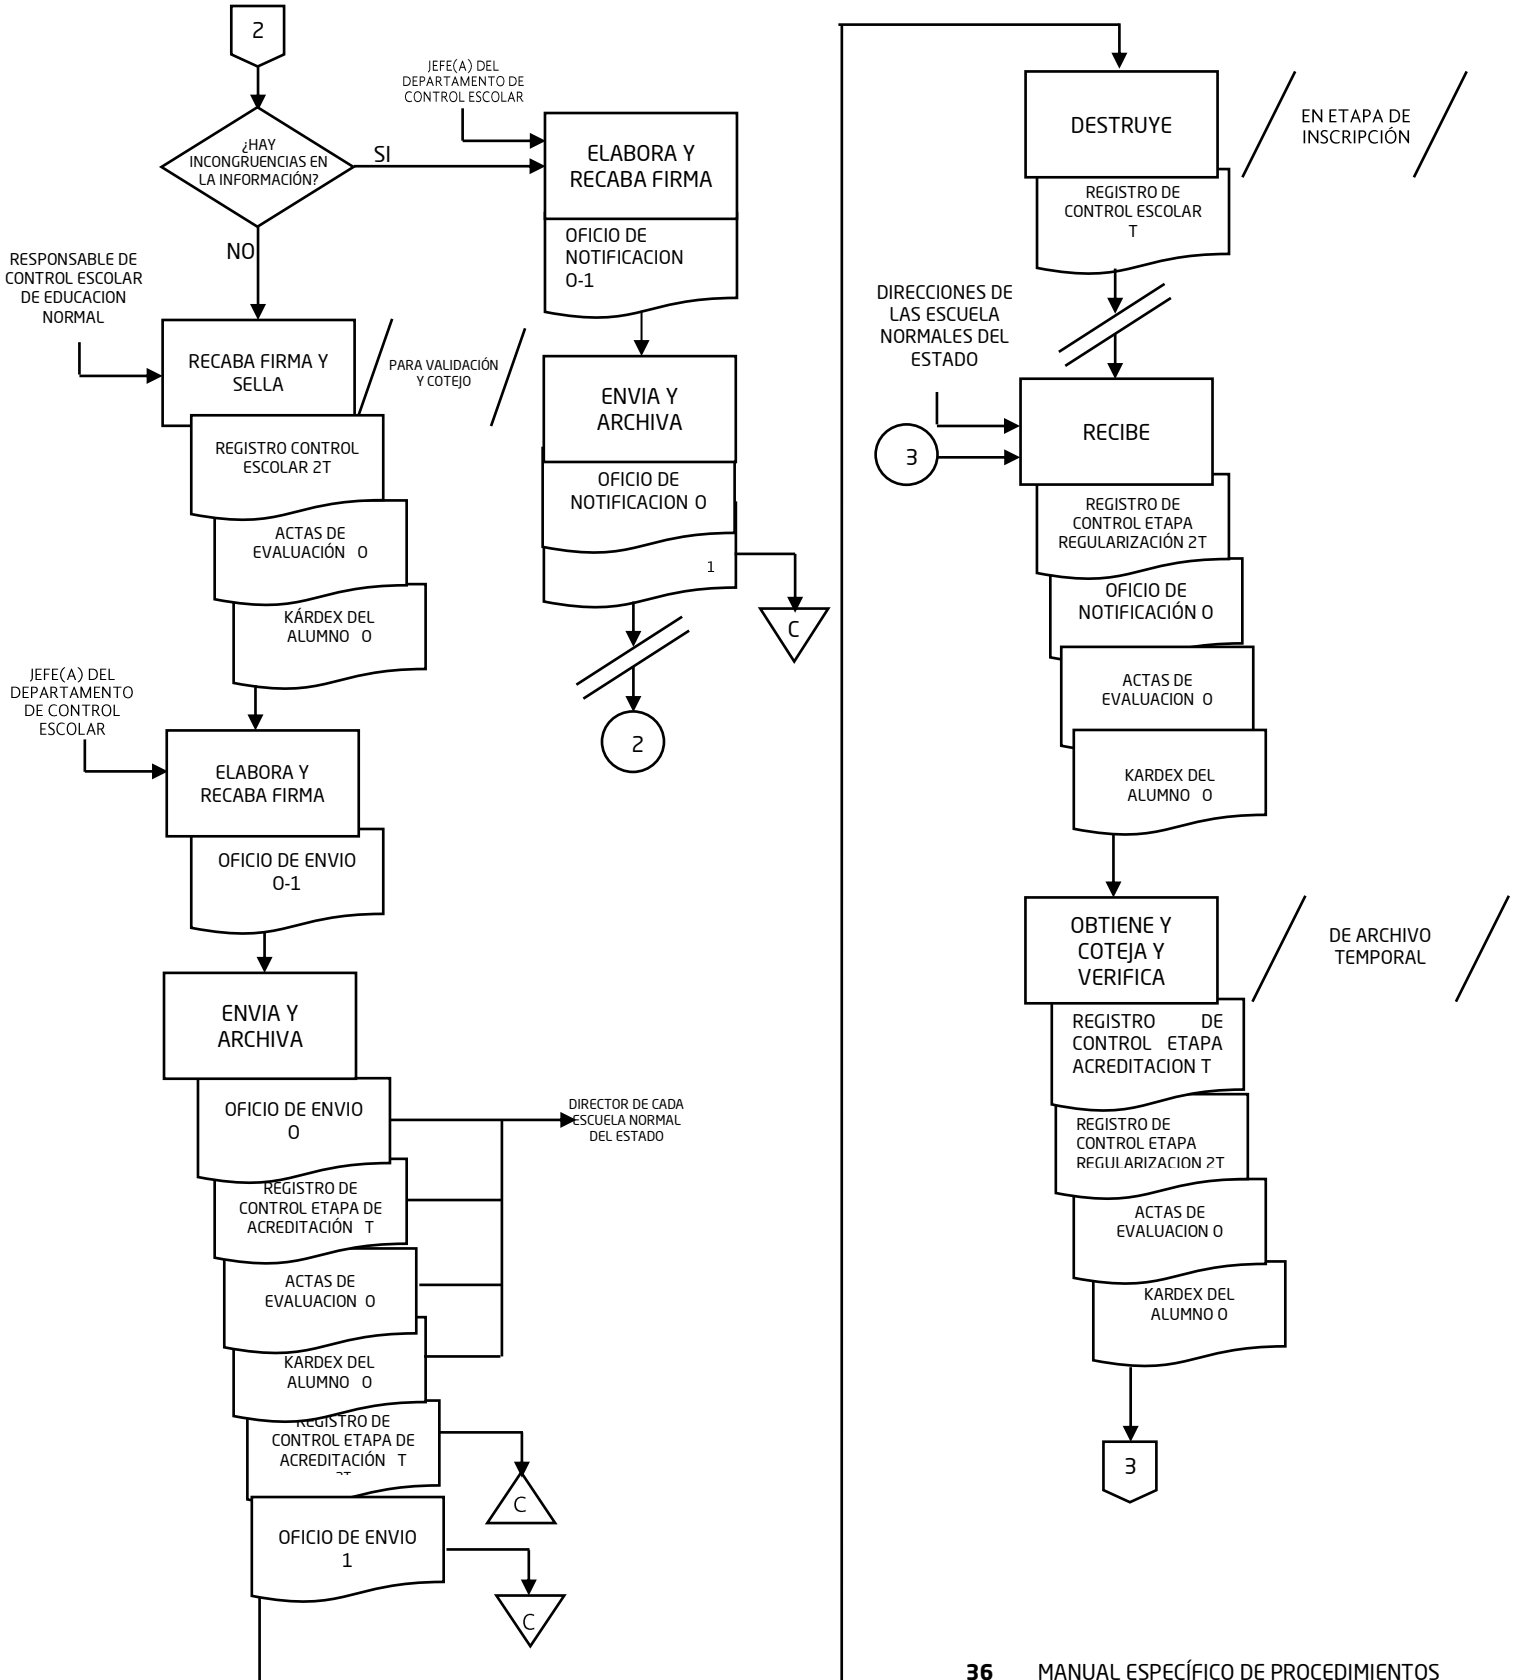 2
¿HAY
INCONGRUENCIAS EN
LA INFORMACIÓN?
SI
NO
JEFE(A) DEL
DEPARTAMENTO DE
CONTROL ESCOLAR
ELABORA Y
RECABA FIRMA
OFICIO DE
NOTIFICACION
O-1
ENVIA Y
ARCHIVA
OFICIO DE
NOTIFICACION O
1
C
2
RESPONSABLE DE
CONTROL ESCOLAR
DE EDUCACION
NORMAL
RECABA FIRMA Y
SELLA
PARA VALIDACIÓN
Y COTEJO
REGISTRO CONTROL
ESCOLAR 2T
ACTAS DE
EVALUACIÓN O
KÁRDEX DEL
ALUMNO O
JEFE(A) DEL
DEPARTAMENTO
DE CONTROL
ESCOLAR
ELABORA Y
RECABA FIRMA
OFICIO DE ENVIO
O-1
ENVIA Y
ARCHIVA
OFICIO DE ENVIO
O
DIRECTOR DE CADA
ESCUELA NORMAL
DEL ESTADO
REGISTRO DE
CONTROL ETAPA DE
ACREDITACIÓN T
ACTAS DE
EVALUACION O
KARDEX DEL
ALUMNO O
REGISTRO DE
CONTROL ETAPA DE
ACREDITACIÓN T
C
OFICIO DE ENVIO
1
C
DESTRUYE
EN ETAPA DE
INSCRIPCIÓN
REGISTRO DE
CONTROL ESCOLAR
T
DIRECCIONES DE
LAS ESCUELA
NORMALES DEL
ESTADO
3
RECIBE
REGISTRO DE
CONTROL ETAPA
REGULARIZACIÓN 2T
OFICIO DE
NOTIFICACIÓN O
ACTAS DE
EVALUACION O
KARDEX DEL
ALUMNO O
OBTIENE Y
COTEJA Y
VERIFICA
DE ARCHIVO
TEMPORAL
REGISTRO DE
CONTROL ETAPA
ACREDITACION T
REGISTRO DE
CONTROL ETAPA
REGULARIZACION 2T
ACTAS DE
EVALUACION O
KARDEX DEL
ALUMNO O
3
36 MANUAL ESPECÍFICO DE PROCEDIMIENTOS